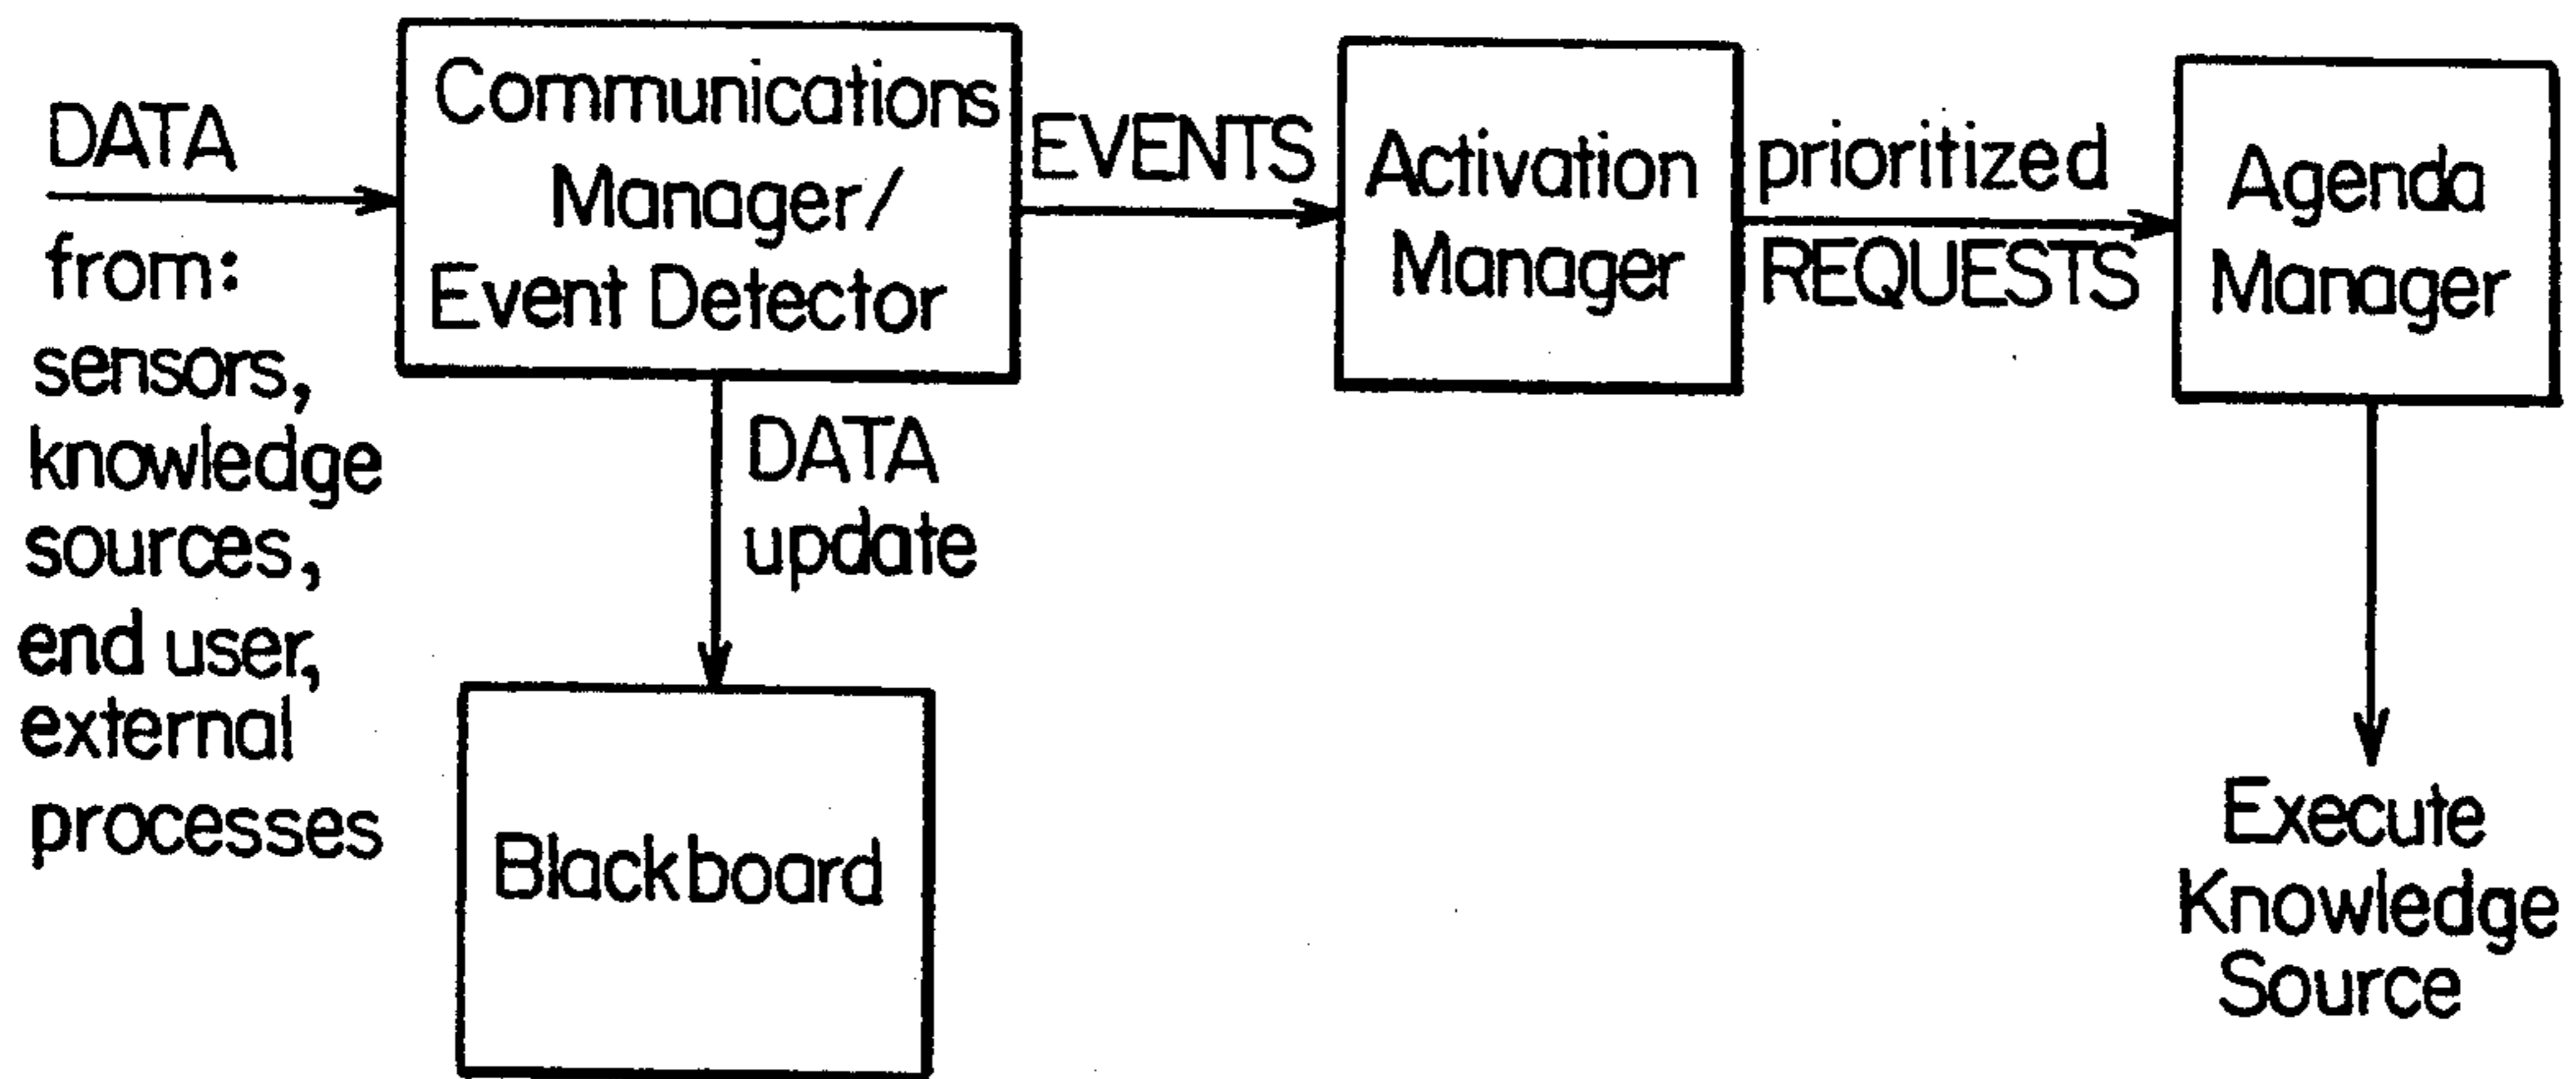 DATA
from:
sensors,
knowledge
sources,
end user,
external
processes
Communications
Manager/
Event Detector
DATA
update
Blackboard
EVENTS
Activation
Manager
prioritized
REQUESTS
Agenda
Manager
Execute
Knowledge
Source